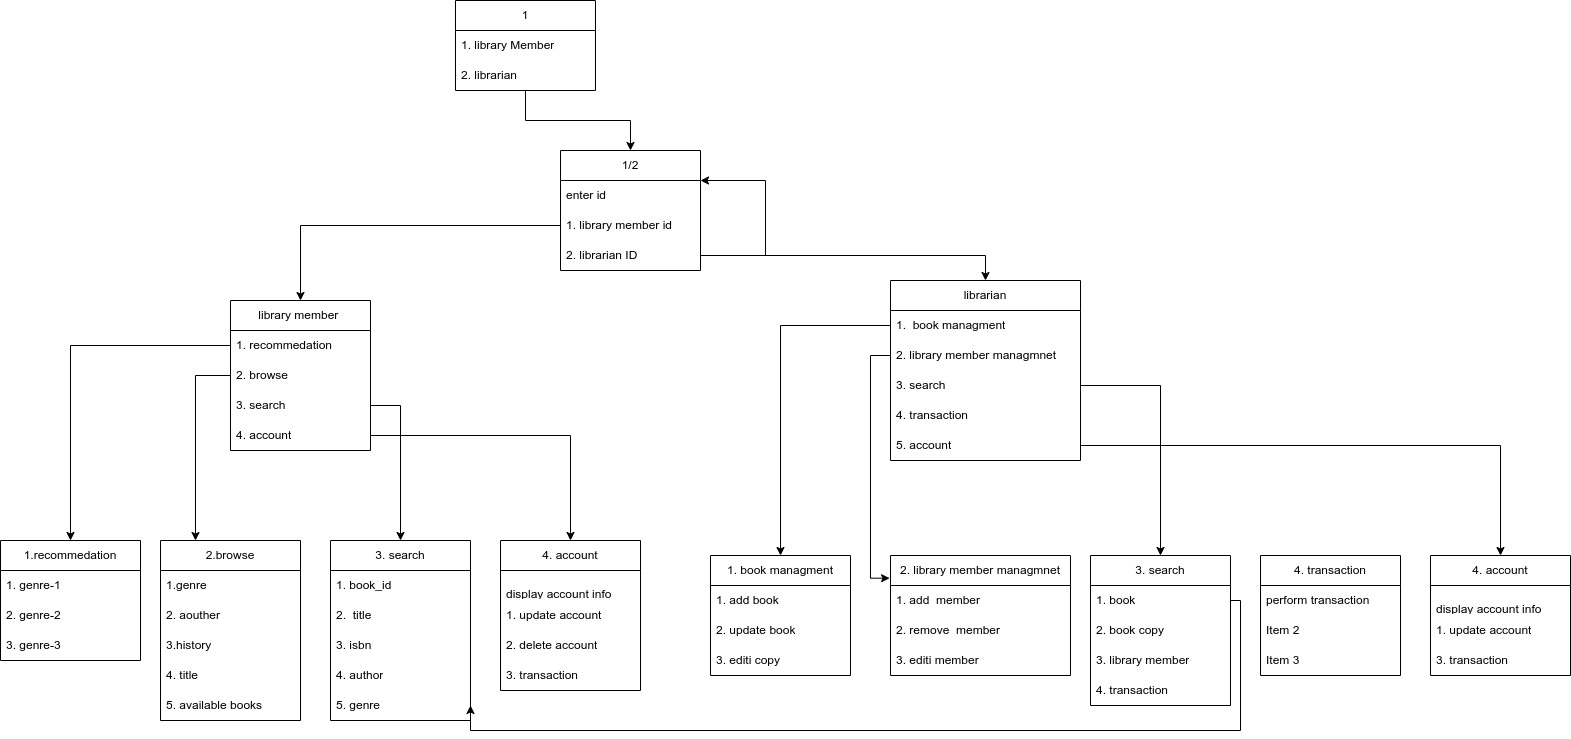 1
1. library Member
2. librarian
1/2
enter id
1. library member id
2. librarian ID
library member
1. recommedation
2. browse
3. search
4. account
librarian
1.  book managment
2. library member managmnet
3. search
4. transaction
5. account
1.recommedation
1. genre-1
2. genre-2
3. genre-3
2.browse
1.genre
2. aouther
3.history
4. title
5. available books
3. search
1. book_id
2.  title
3. isbn
4. author
5. genre
4. account
display account info
1. update account
2. delete account
3. transaction
1. book managment
1. add book
2. update book
3. editi copy
2. library member managmnet
1. add  member
2. remove  member
3. editi member
3. search
1. book
2. book copy
3. library member
4. transaction
4. transaction
perform transaction
Item 2
Item 3
4. account
display account info
1. update account
3. transaction